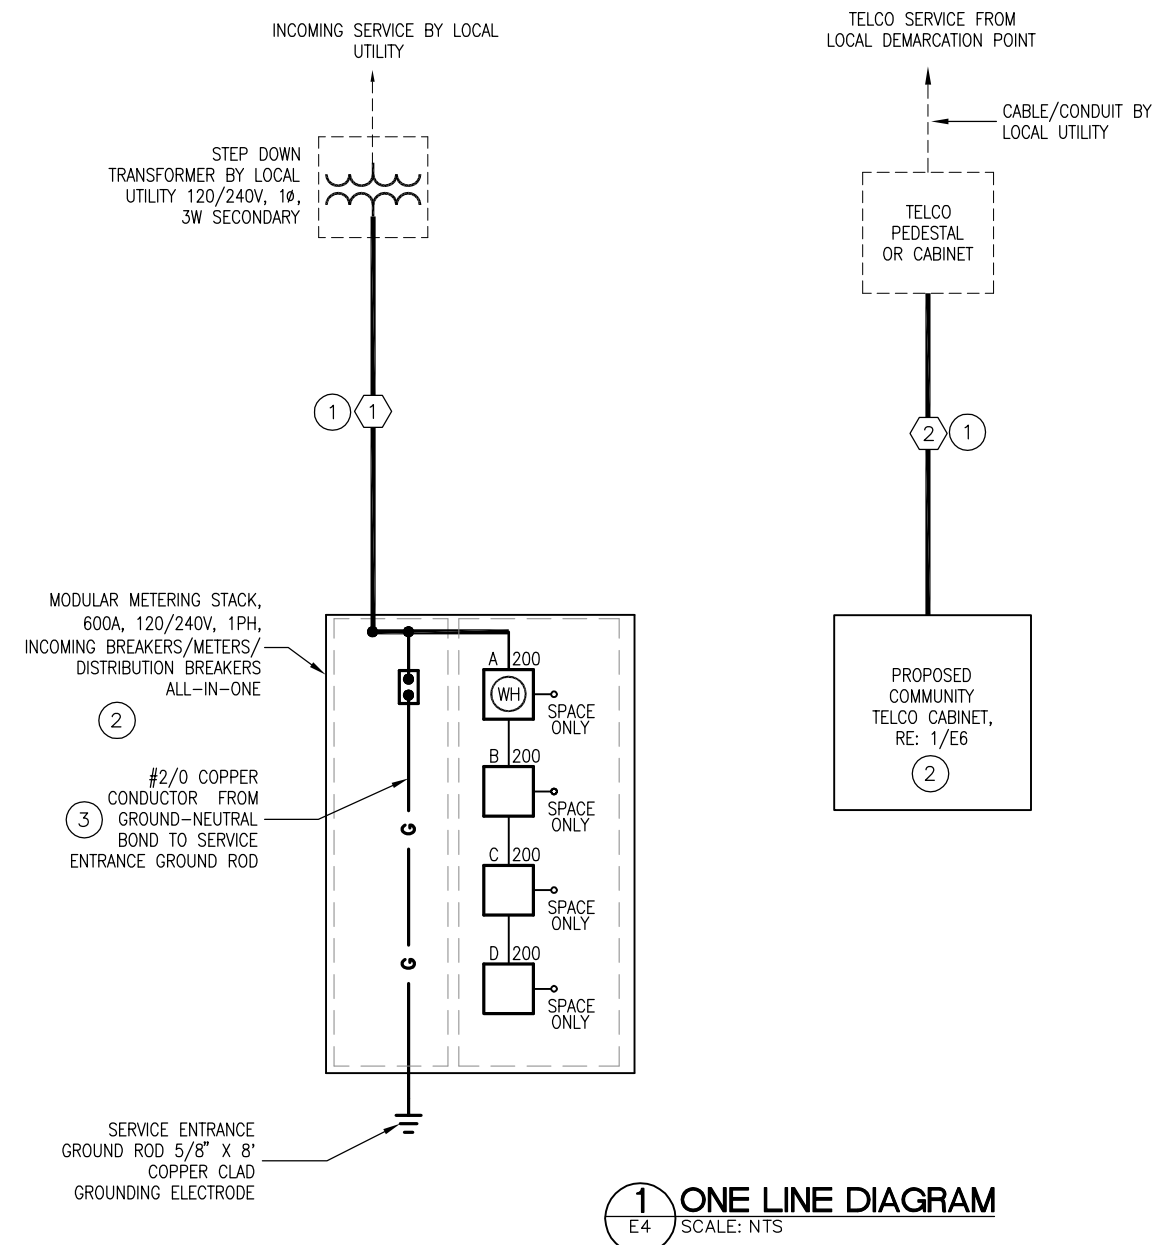 INCOMING SERVICE BY LOCAL
UTILITY
TELCO SERVICE FROM
LOCAL DEMARCATION POINT
CABLE/CONDUIT BY
LOCAL UTILITY
STEP DOWN
TRANSFORMER BY LOCAL
UTILITY 120/240V, 1ø,
3W SECONDARY
TELCO
PEDESTAL
OR CABINET
1
1
2
1
MODULAR METERING STACK,
600A, 120/240V, 1PH,
INCOMING BREAKERS/METERS/
DISTRIBUTION BREAKERS
ALL-IN-ONE
2
#2/0 COPPER
CONDUCTOR FROM
GROUND-NEUTRAL
BOND TO SERVICE
ENTRANCE GROUND ROD
3
G
G
A 200
WH
SPACE
ONLY
B 200
SPACE
ONLY
C 200
SPACE
ONLY
D 200
SPACE
ONLY
PROPOSED
COMMUNITY
TELCO CABINET,
RE: 1/E6
2
SERVICE ENTRANCE
GROUND ROD 5/8" X 8'
COPPER CLAD
GROUNDING ELECTRODE
1
E4
ONE LINE DIAGRAM
SCALE: NTS